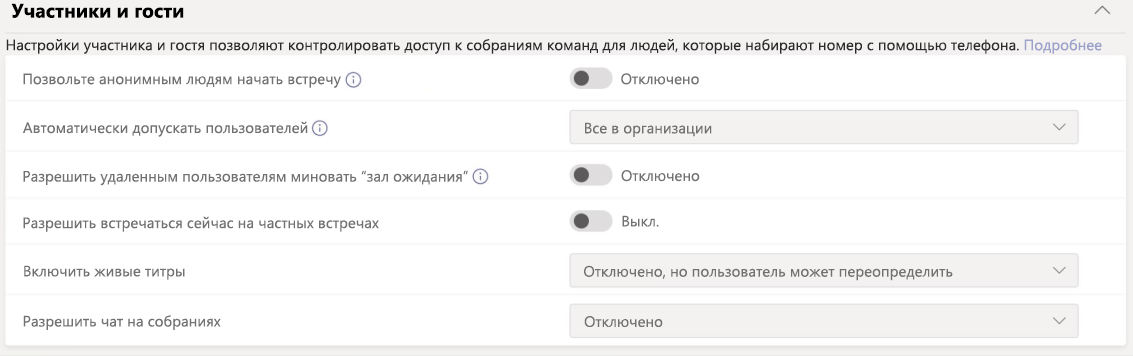 Участники и гости
Настройки участника и гостя позволяют контролировать доступ к собраниям команд для людей, которые набирают номер с помощью телефона. Подробнее
Позвольте анонимным людям начать встречу
Отключено
Автоматически допускать пользователей
Все в организации
Разрешить удаленным пользователям миновать “зал ожидания”
Отключено
Разрешить встречаться сейчас на частных встречах
Выкл.
Включить живые титры
Отключено, но пользователь может переопределить
Разрешить чат на собраниях
Отключено